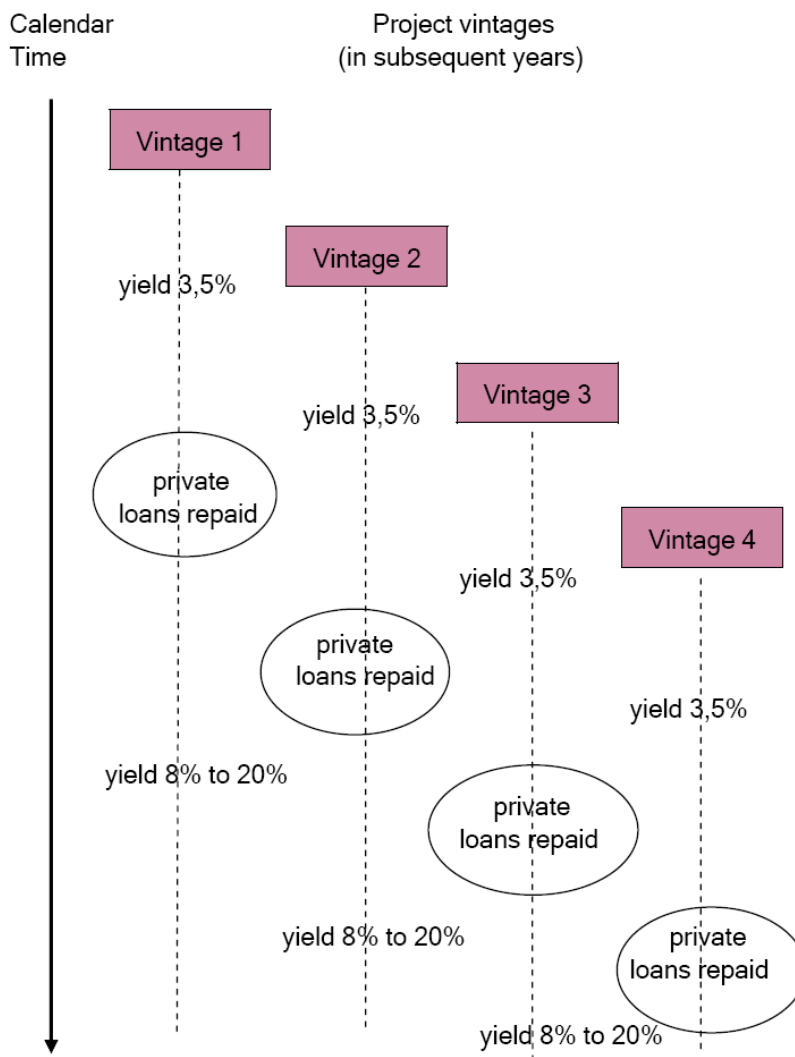 Calendar
Time
Project vintages
(in subsequent years)
Vintage 1
Vintage 2
yield 3,5%
Vintage 3
yield 3,5%
private
loans repaid
Vintage 4
yield 3,5%
private
loans repaid
yield 3,5%
yield 8% to 20%
private
loans repaid
yield 8% to 20%
private
loans repaid
yield 8% to 20%